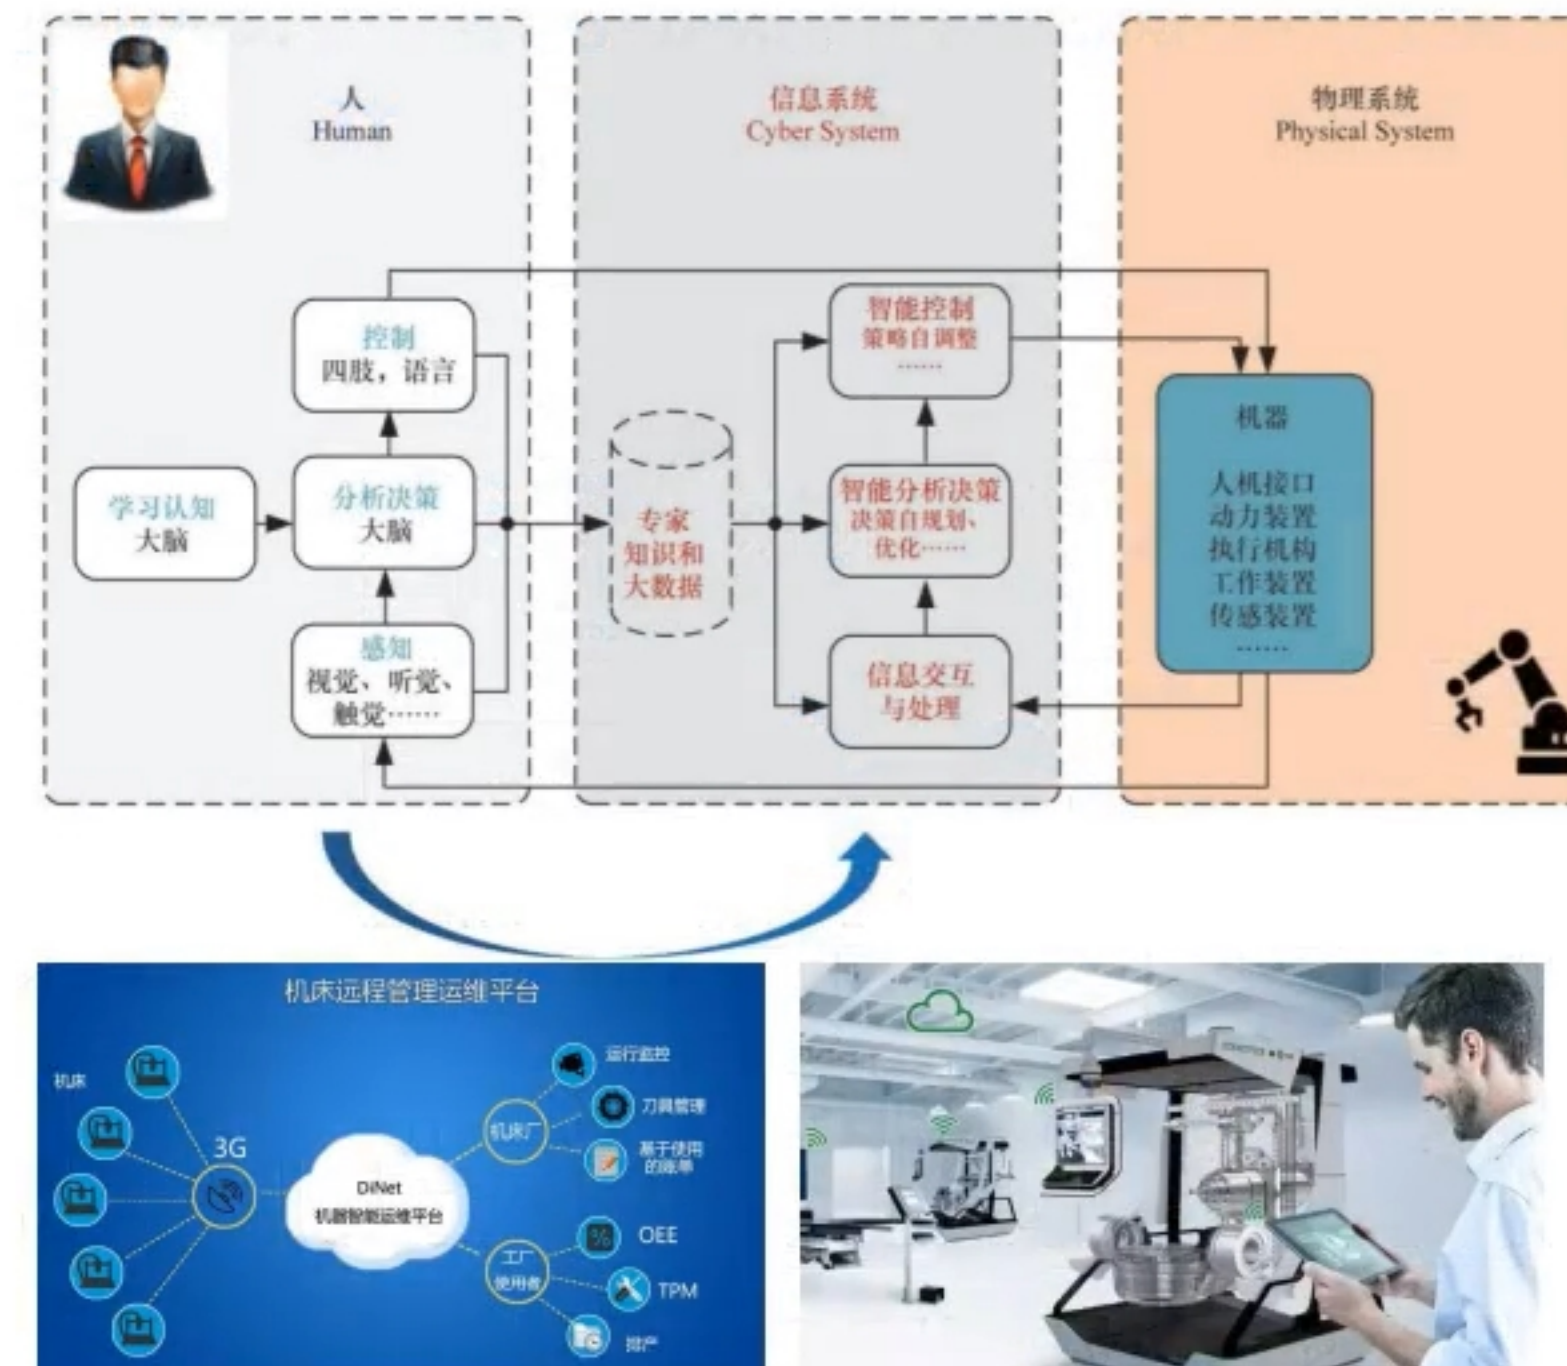 人
Human
控制
四肢，语言
学习认知
大脑
分析决策
大脑
感知
视觉、听觉、
触觉……
信息系统
Cyber System
专家
知识和
大数据
智能控制
策略自调整
……
智能分析决策
决策自规划、
优化……
信息交互
与处理
物理系统
Physical System
机器
人机接口
动力装置
执行机构
工作装置
传感装置
……
机床远程管理运维平台
机床
3G
DiNet
机器智能运维平台
机床厂
运行监控
刀具管理
基于使用
的账单
工厂
使用者
%
OEE
TPM
排产